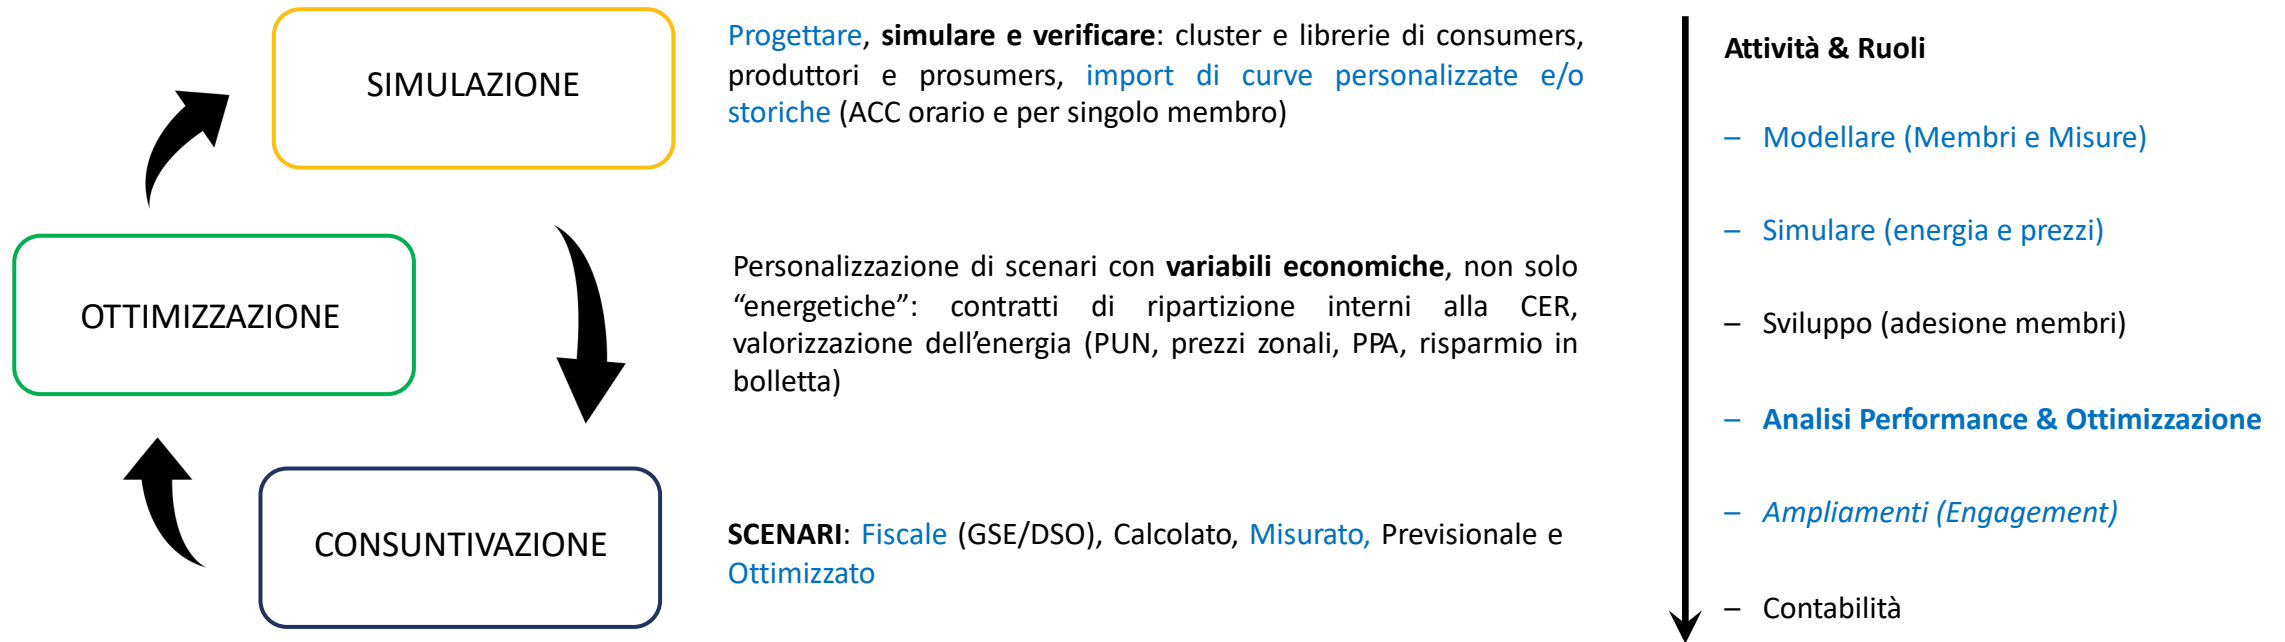 SIMULAZIONE
OTTIMIZZAZIONE
CONSUNTIVAZIONE
Progettare, simulare e verificare: cluster e librerie di consumers,
produttori e prosumers, import di curve personalizzate e/o
storiche (ACC orario e per singolo membro)
Personalizzazione di scenari con variabili economiche, non solo
“energetiche”: contratti di ripartizione interni alla CER,
valorizzazione dell’energia (PUN, prezzi zonali, PPA, risparmio in
bolletta)
SCENARI: Fiscale (GSE/DSO), Calcolato, Misurato, Previsionale e
Ottimizzato
Attività & Ruoli
– Modellare (Membri e Misure)
– Simulare (energia e prezzi)
– Sviluppo (adesione membri)
– Analisi Performance & Ottimizzazione
– Ampliamenti (Engagement)
– Contabilità